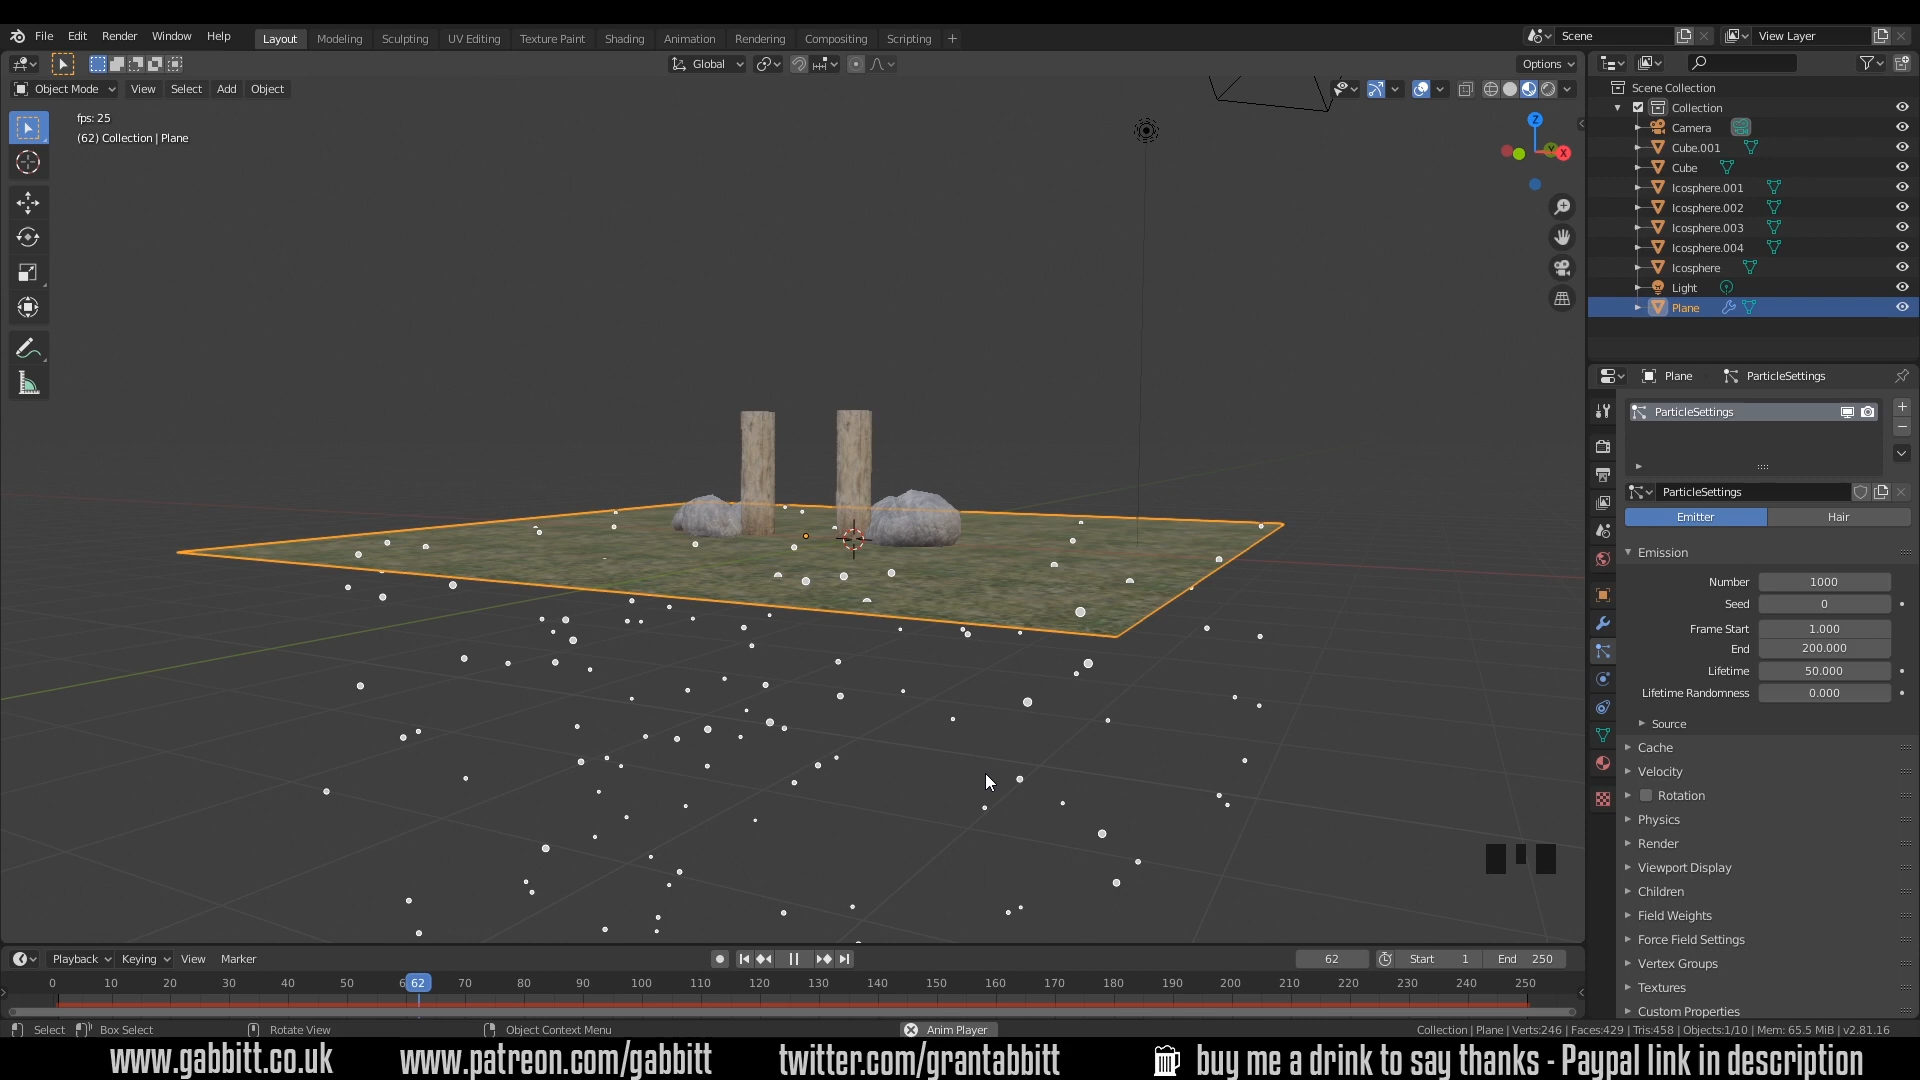 File Edit Render Window Help Layout Modeling Sculpting UV Editing Texture Paint Shading Animation Rendering Compositing Scripting + Scene View Layer
Global Options
Object Mode View Select Add Object
fps: 25
(62) Collection | Plane
Z
Y
X
Scene Collection
Collection
Camera
Cube.001
Cube
Icosphere.001
Icosphere.002
Icosphere.003
Icosphere.004
Icosphere
Light
Plane
Plane ParticleSettings
ParticleSettings
ParticleSettings
Emitter Hair
Emission
Number 1000
Seed 0
Frame Start 1.000
End 200.000
Lifetime 50.000
Lifetime Randomness 0.000
Source
Cache
Velocity
Rotation
Physics
Render
Viewport Display
Children
Field Weights
Force Field Settings
Vertex Groups
Textures
Custom Properties
Playback Keying View Marker 62 Start 1 End 250
0 10 20 30 40 50 6 62 70 80 90 100 110 120 130 140 150 160 170 180 190 200 210 220 230 240 250
Select Box Select Rotate View Object Context Menu Anim Player Collection | Plane | Verts:246 | Faces:429 | Tris:458 | Objects:1/10 | Mem: 65.5 MiB | v2.81.16
www.gabbitt.co.uk www.patreon.com/gabbitt twitter.com/grantabbitt buy me a drink to say thanks - Paypal link in description